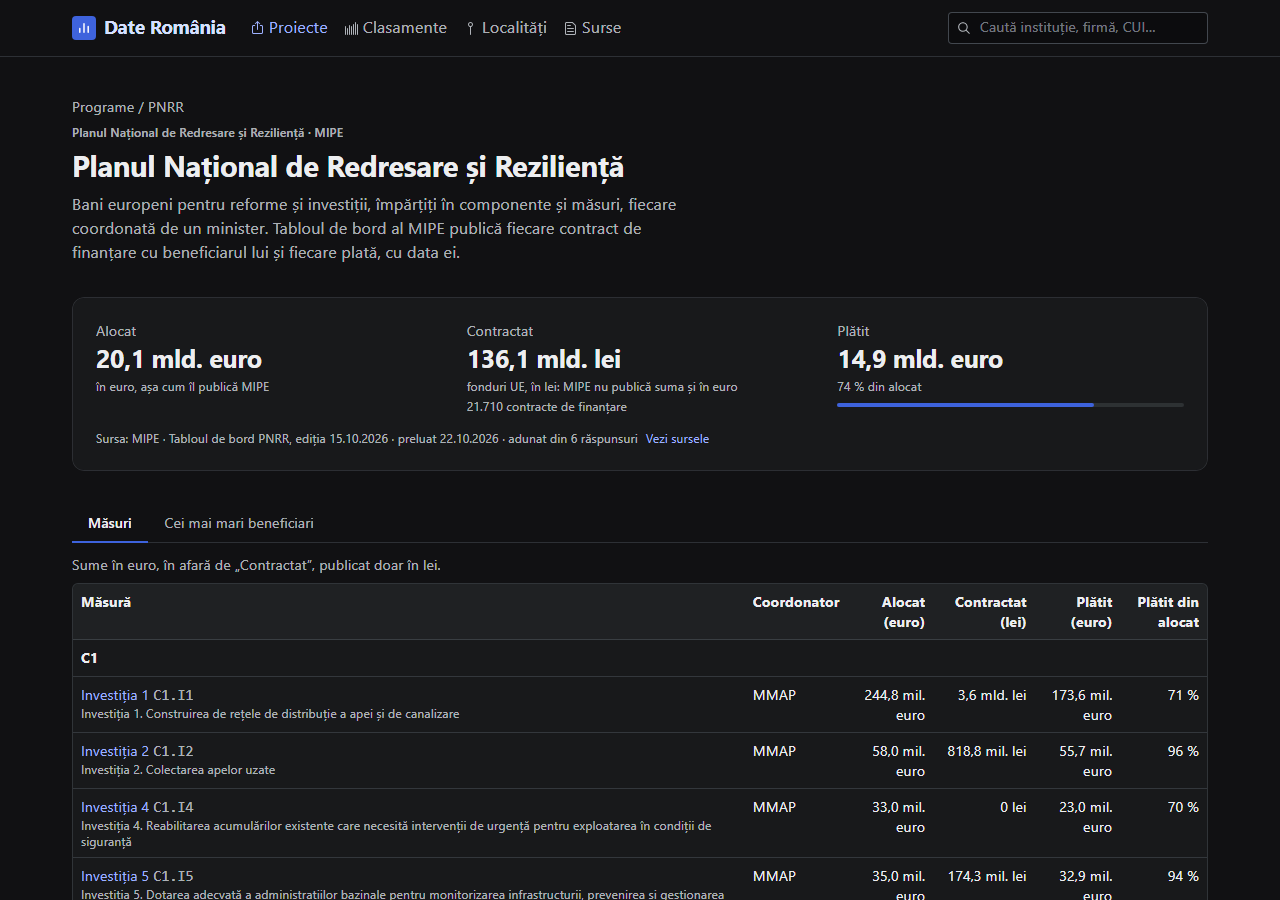 Date România
Proiecte
Clasamente
Localități
Surse
Caută instituție, firmă, CUI...
Programe / PNRR
Planul Național de Redresare și Reziliență · MIPE
Planul Național de Redresare și Reziliență
Bani europeni pentru reforme și investiții, împărțiți în componente și măsuri, fiecare
coordonată de un minister. Tabloul de bord al MIPE publică fiecare contract de
finanțare cu beneficiarul lui și fiecare plată, cu data ei.
Alocat
20,1 mld. euro
în euro, așa cum îl publică MIPE
Contractat
136,1 mld. lei
fonduri UE, în lei: MIPE nu publică suma și în euro
21.710 contracte de finanțare
Plătit
14,9 mld. euro
74 % din alocat
Sursa: MIPE · Tabloul de bord PNRR, ediția 15.10.2026 · preluat 22.10.2026 · adunat din 6 răspunsuri Vezi sursele
Măsuri
Cei mai mari beneficiari
Sume în euro, în afară de „Contractat”, publicat doar în lei.
Măsură Coordonator Alocat Contractat Plătit Plătit din
(euro) (lei) (euro) alocat
C1
Investiția 1 C1.I1 MMAP 244,8 mil. 3,6 mld. lei 173,6 mil. 71 %
Investiția 1. Construirea de rețele de distribuție a apei și de canalizare euro euro
Investiția 2 C1.I2 MMAP 58,0 mil. 818,8 mil. lei 55,7 mil. 96 %
Investiția 2. Colectarea apelor uzate euro euro
Investiția 4 C1.I4 MMAP 33,0 mil. 0 lei 23,0 mil. 70 %
Investiția 4. Reabilitarea acumulărilor existente care necesită intervenții de urgență pentru exploatarea în condiții de euro euro
siguranță
Investiția 5 C1.I5 MMAP 35,0 mil. 174,3 mil. lei 32,9 mil. 94 %
Investiția 5. Dotarea adecvată a administrațiilor bazinale pentru monitorizarea infrastructurii, prevenirea și gestionarea euro euro